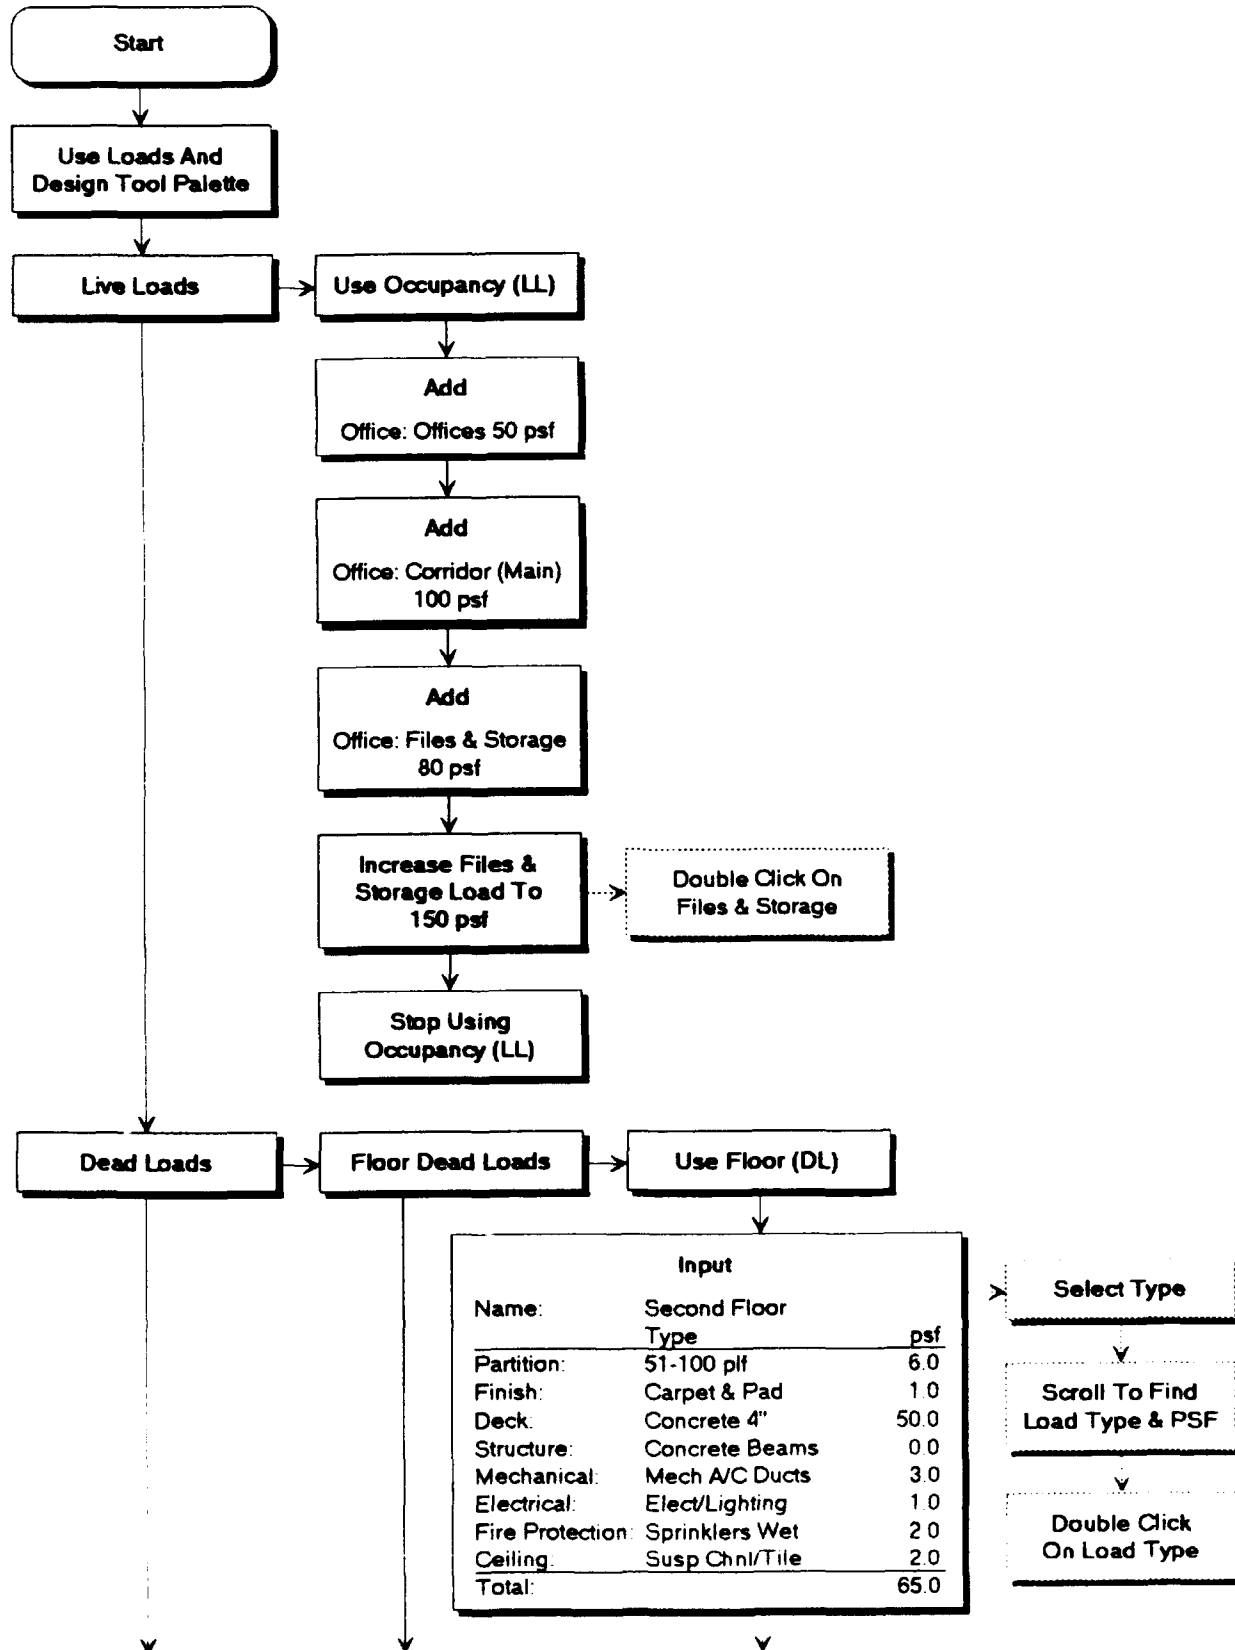 Start
Use Loads And
Design Tool Palette
Live Loads
Use Occupancy (LL)
Add
Office: Offices 50 psf
Add
Office: Corridor (Main)
100 psf
Add
Office: Files & Storage
80 psf
Increase Files &
Storage Load To
150 psf
Double Click On
Files & Storage
Stop Using
Occupancy (LL)
Dead Loads
Floor Dead Loads
Use Floor (DL)
Input
Name: Second Floor
Type psf
Partition: 51-100 plf 6.0
Finish: Carpet & Pad 1.0
Deck: Concrete 4" 50.0
Structure: Concrete Beams 0.0
Mechanical: Mech A/C Ducts 3.0
Electrical: Elect/Lighting 1.0
Fire Protection: Sprinklers Wet 2.0
Ceiling: Susp Chnl/Tile 2.0
Total: 65.0
Select Type
Scroll To Find
Load Type & PSF
Double Click
On Load Type